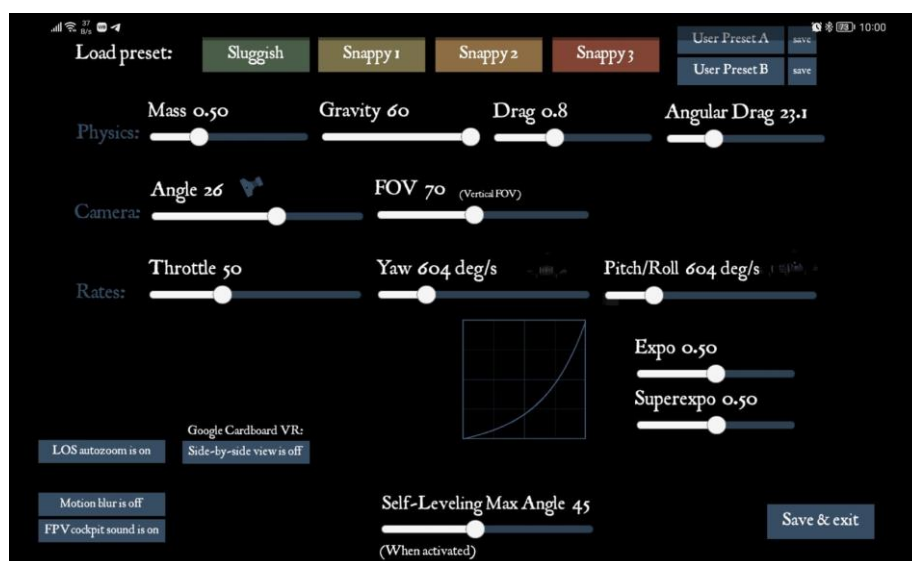 37
B/s
10:00
Load preset:
Sluggish
Snappy 1
Snappy 2
Snappy 3
User Preset A
save
User Preset B
save
Physics:
Mass 0.50
Gravity 60
Drag 0.8
Angular Drag 23.1
Camera:
Angle 26
FOV 70 (Vertical FOV)
Rates:
Throttle 50
Yaw 604 deg/s
Pitch/Roll 604 deg/s
Expo 0.50
Superexpo 0.50
Google Cardboard VR:
LOS autozoom is on
Side-by-side view is off
Motion blur is off
FPV cockpit sound is on
Self-Leveling Max Angle 45
(When activated)
Save & exit